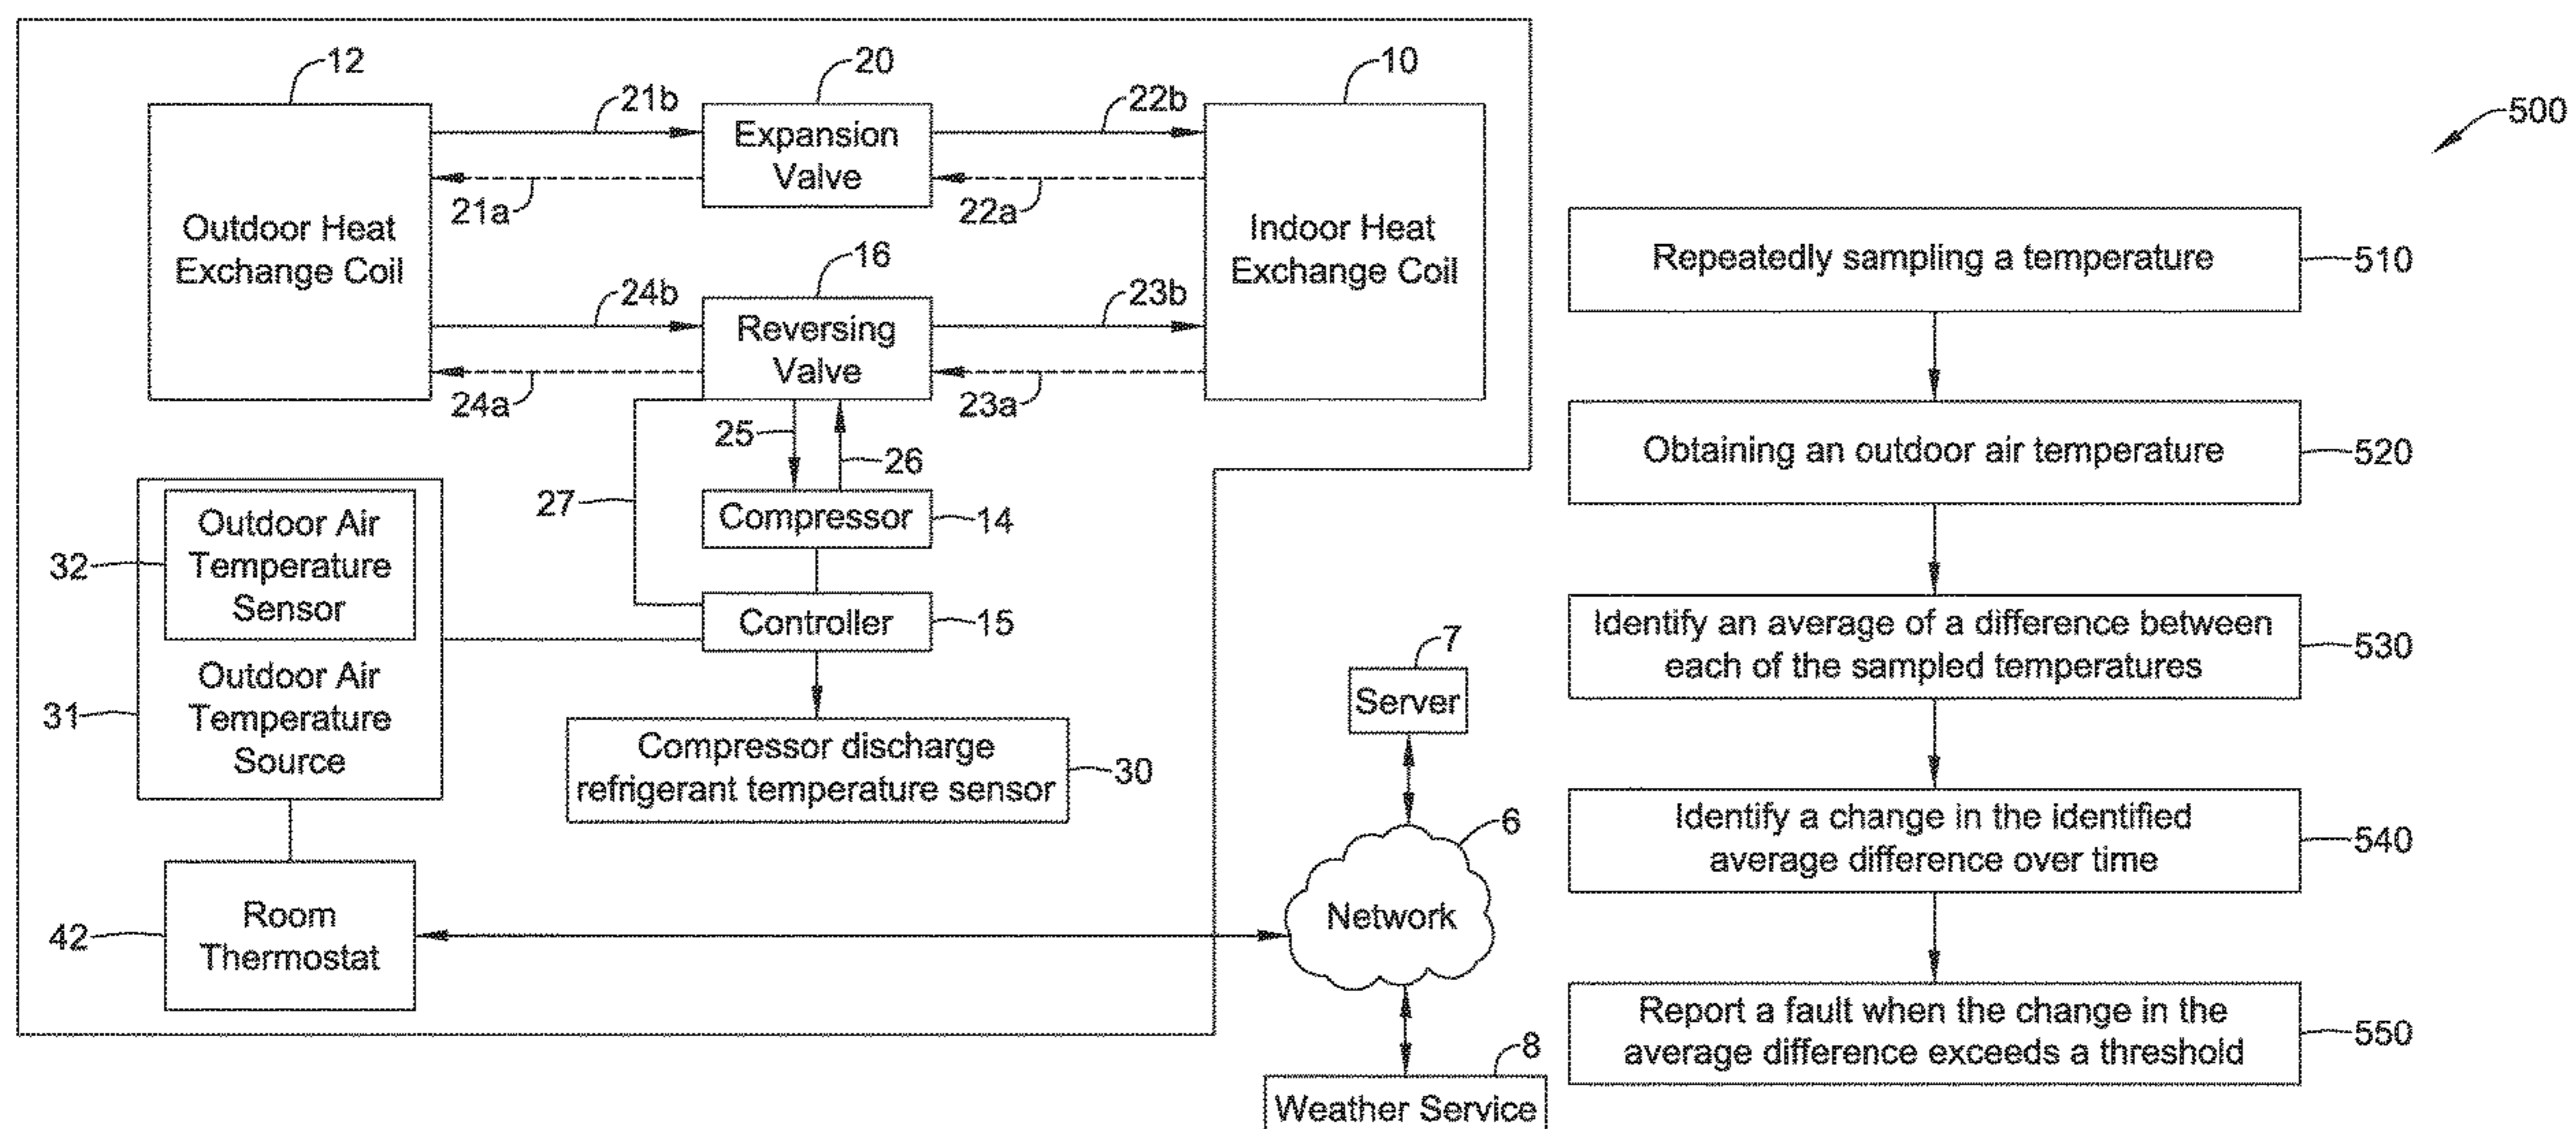 12
20
10
21b
22b
Expansion
Valve
21a
22a
Outdoor Heat
Exchange Coil
Indoor Heat
Exchange Coil
16
24b
23b
Reversing
Valve
24a
23a
25
26
27
Compressor
14
Outdoor Air
Temperature
Sensor
32
Controller
15
Outdoor Air
Temperature
Source
31
Compressor discharge
refrigerant temperature sensor
30
Room
Thermostat
42
7
Server
6
Network
8
Weather Service
500
Repeatedly sampling a temperature
510
Obtaining an outdoor air temperature
520
Identify an average of a difference between
each of the sampled temperatures
530
Identify a change in the identified
average difference over time
540
Report a fault when the change in the
average difference exceeds a threshold
550